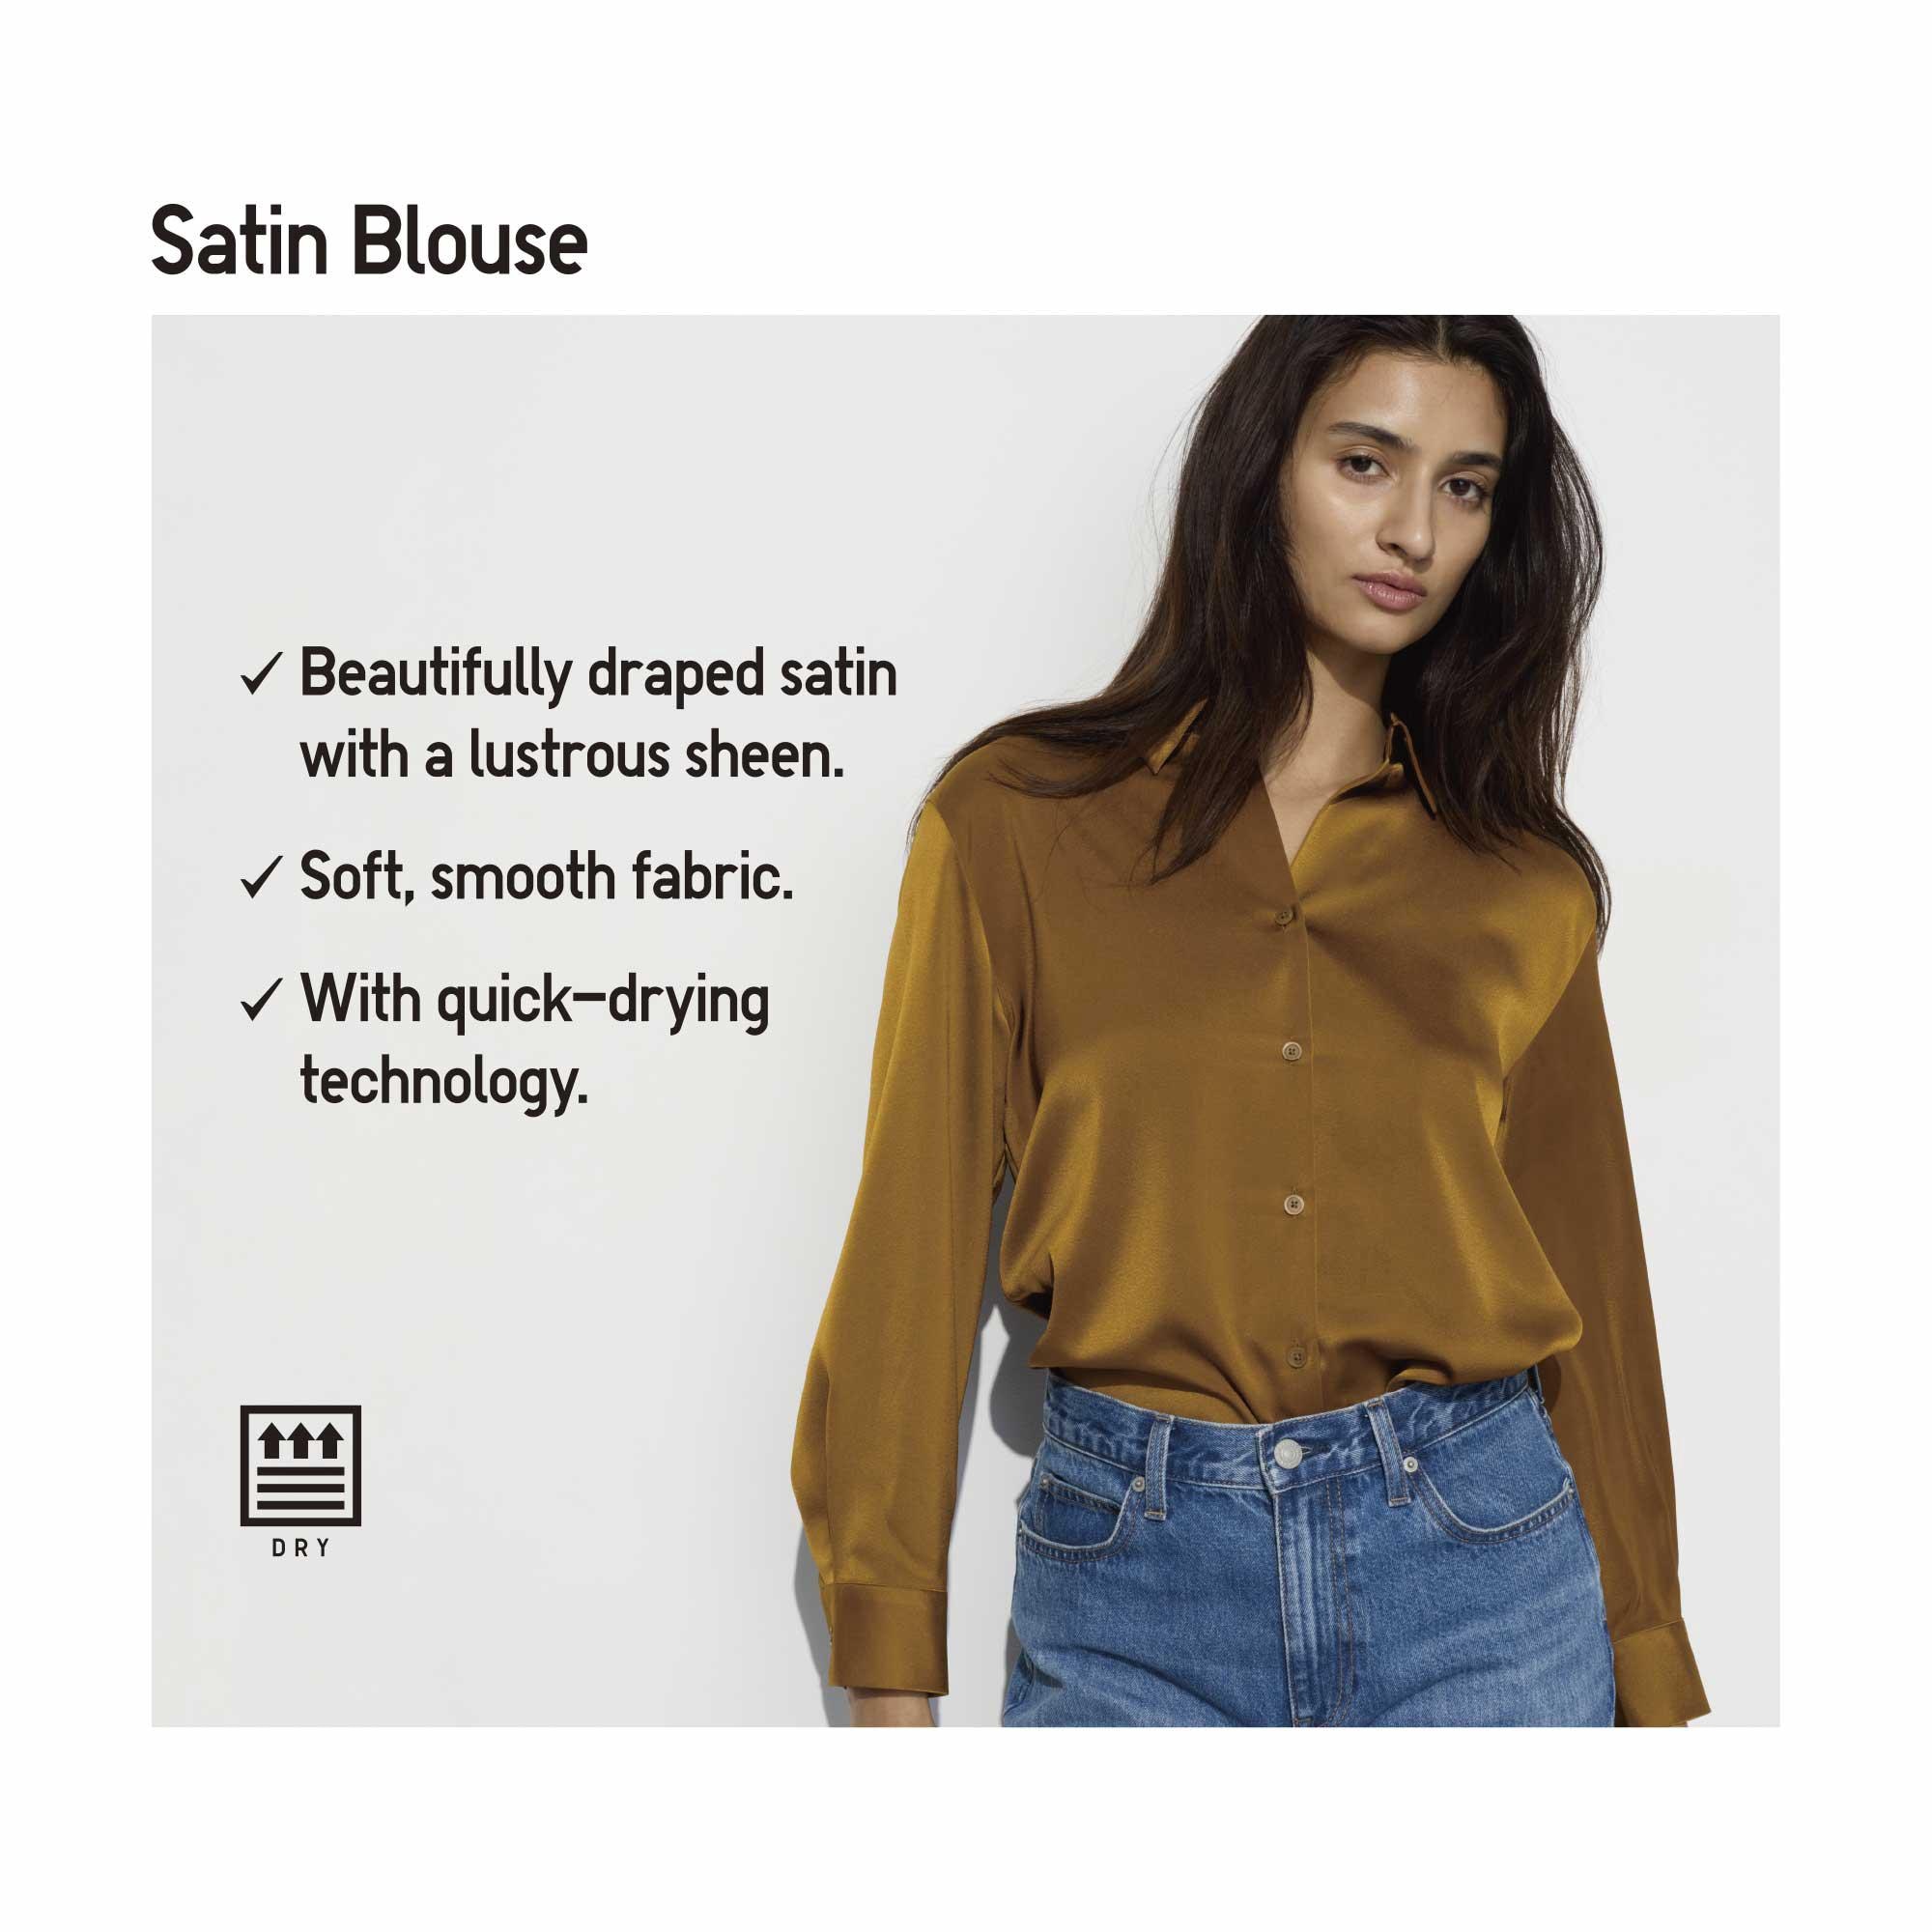 Satin Blouse
Beautifully draped satin
with a lustrous sheen.
Soft, smooth fabric.
With quick-drying
technology.
DRY